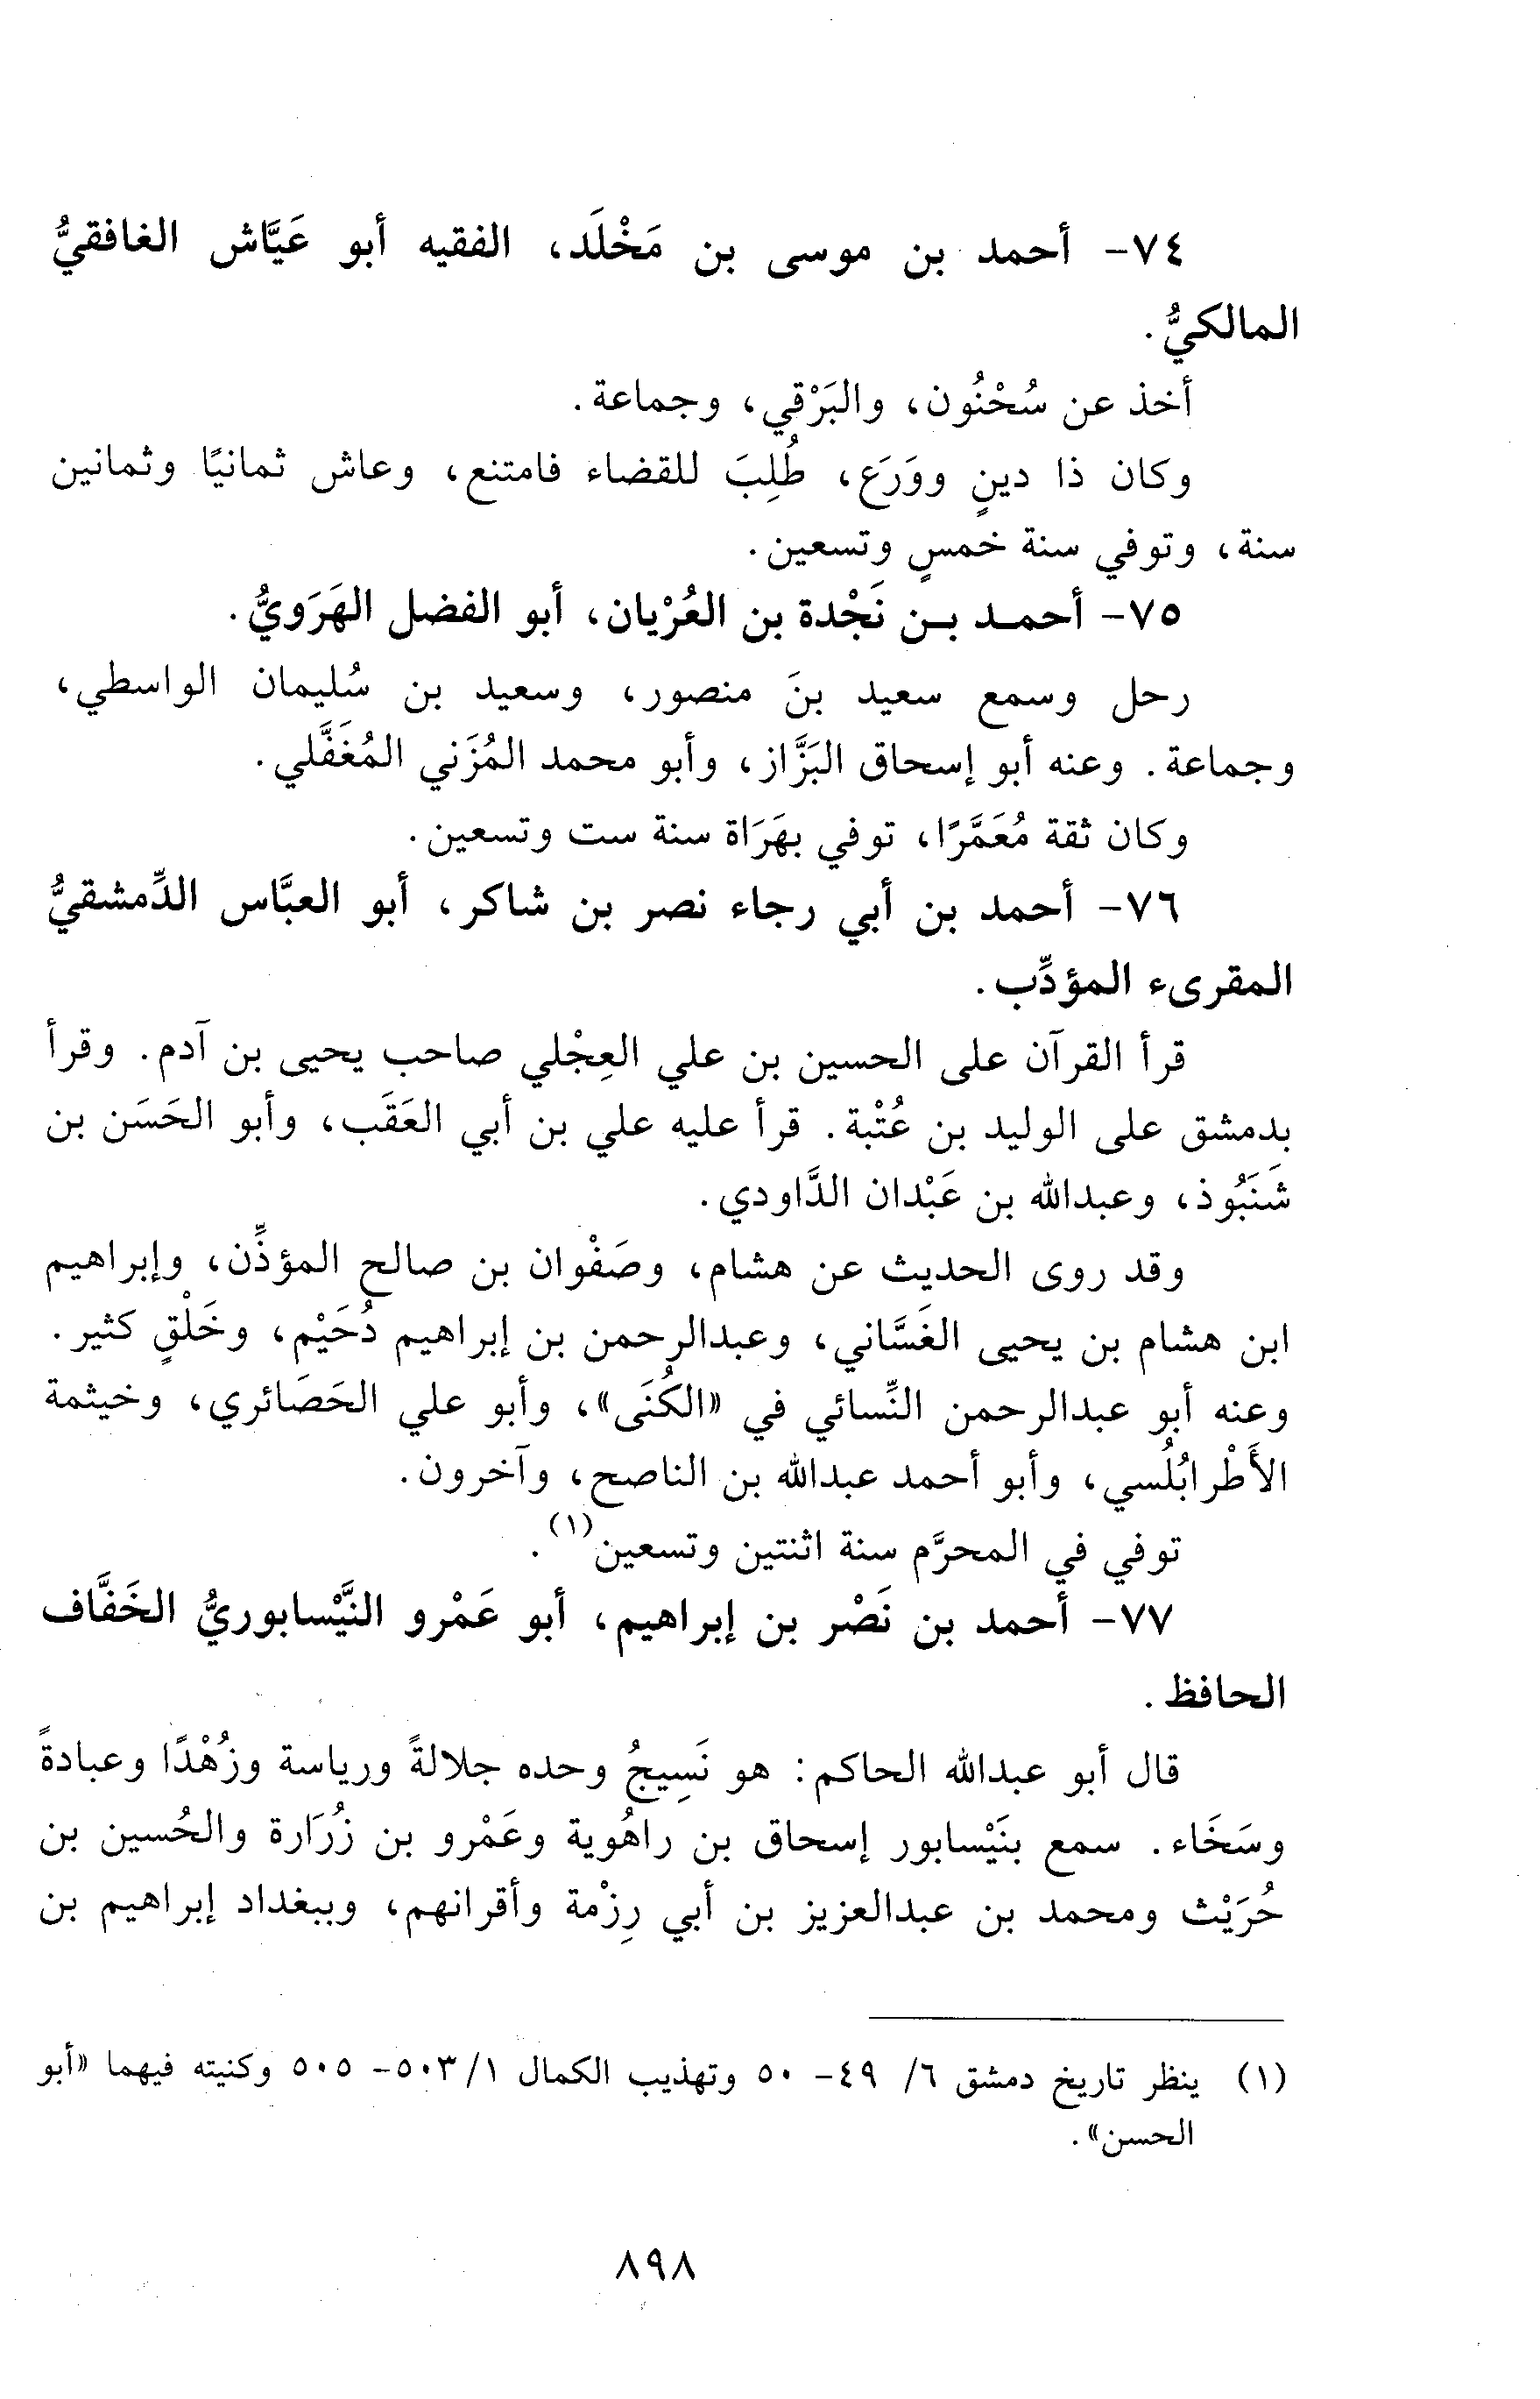 ٧٤- أحمد بن موسى بن مَخْلَد، الفقيه أبو عَيَّاش الغافقيُّ
المالكيُّ.
أخذ عن سُحْنُون، والبَرْقي، وجماعة.
وكان ذا دينٍ ووَرَع، طُلِبَ للقضاء فامتنع، وعاش ثمانيًا وثمانين
سنة، وتوفي سنة خمسٍ وتسعين.
٧٥- أحمد بن نَجْدة بن العُرْيان، أبو الفضل الهَرَويُّ.
رحل وسمع سعيد بنَ منصور، وسعيد بن سُليمان الواسطي،
وجماعة. وعنه أبو إسحاق البَزَّاز، وأبو محمد المُزَني المُغَفَّلي.
وكان ثقة مُعَمَّرًا، توفي بهَرَاة سنة ست وتسعين.
٧٦- أحمد بن أبي رجاء نصر بن شاكر، أبو العبَّاس الدِّمشقيُّ
المقرىء المؤدِّب.
قرأ القرآن على الحسين بن علي العِجْلي صاحب يحيى بن آدم. وقرأ
بدمشق على الوليد بن عُتْبة. قرأ عليه علي بن أبي العَقَب، وأبو الحَسَن بن
شَنَبُوذ، وعبدالله بن عَبْدان الدَّاودي.
وقد روى الحديث عن هشام، وصَفْوان بن صالح المؤذِّن، وإبراهيم
ابن هشام بن يحيى الغَسَّاني، وعبدالرحمن بن إبراهيم دُحَيْم، وخَلْقٍ كثير.
وعنه أبو عبدالرحمن النِّسائي في «الكُنَى»، وأبو علي الحَصَائري، وخيثمة
الأَطْرابُلُسي، وأبو أحمد عبدالله بن الناصح، وآخرون.
توفي في المحرَّم سنة اثنتين وتسعين(١).
٧٧- أحمد بن نَصْر بن إبراهيم، أبو عَمْرو النَّيْسابوريُّ الخَفَّاف
الحافظ.
قال أبو عبدالله الحاكم: هو نَسِيجُ وحده جلالةً ورياسة وزُهْدًا وعبادةً
وسَخَاء. سمع بنَيْسابور إسحاق بن راهُوية وعَمْرو بن زُرَارة والحُسين بن
حُرَيْث ومحمد بن عبدالعزيز بن أبي رِزْمة وأقرانهم، وببغداد إبراهيم بن
(١) ينظر تاريخ دمشق ٦/ ٤٩- ٥٠ وتهذيب الكمال ١/ ٥٠٣- ٥٠٥ وكنيته فيهما «أبو
الحسن».
٨٩٨